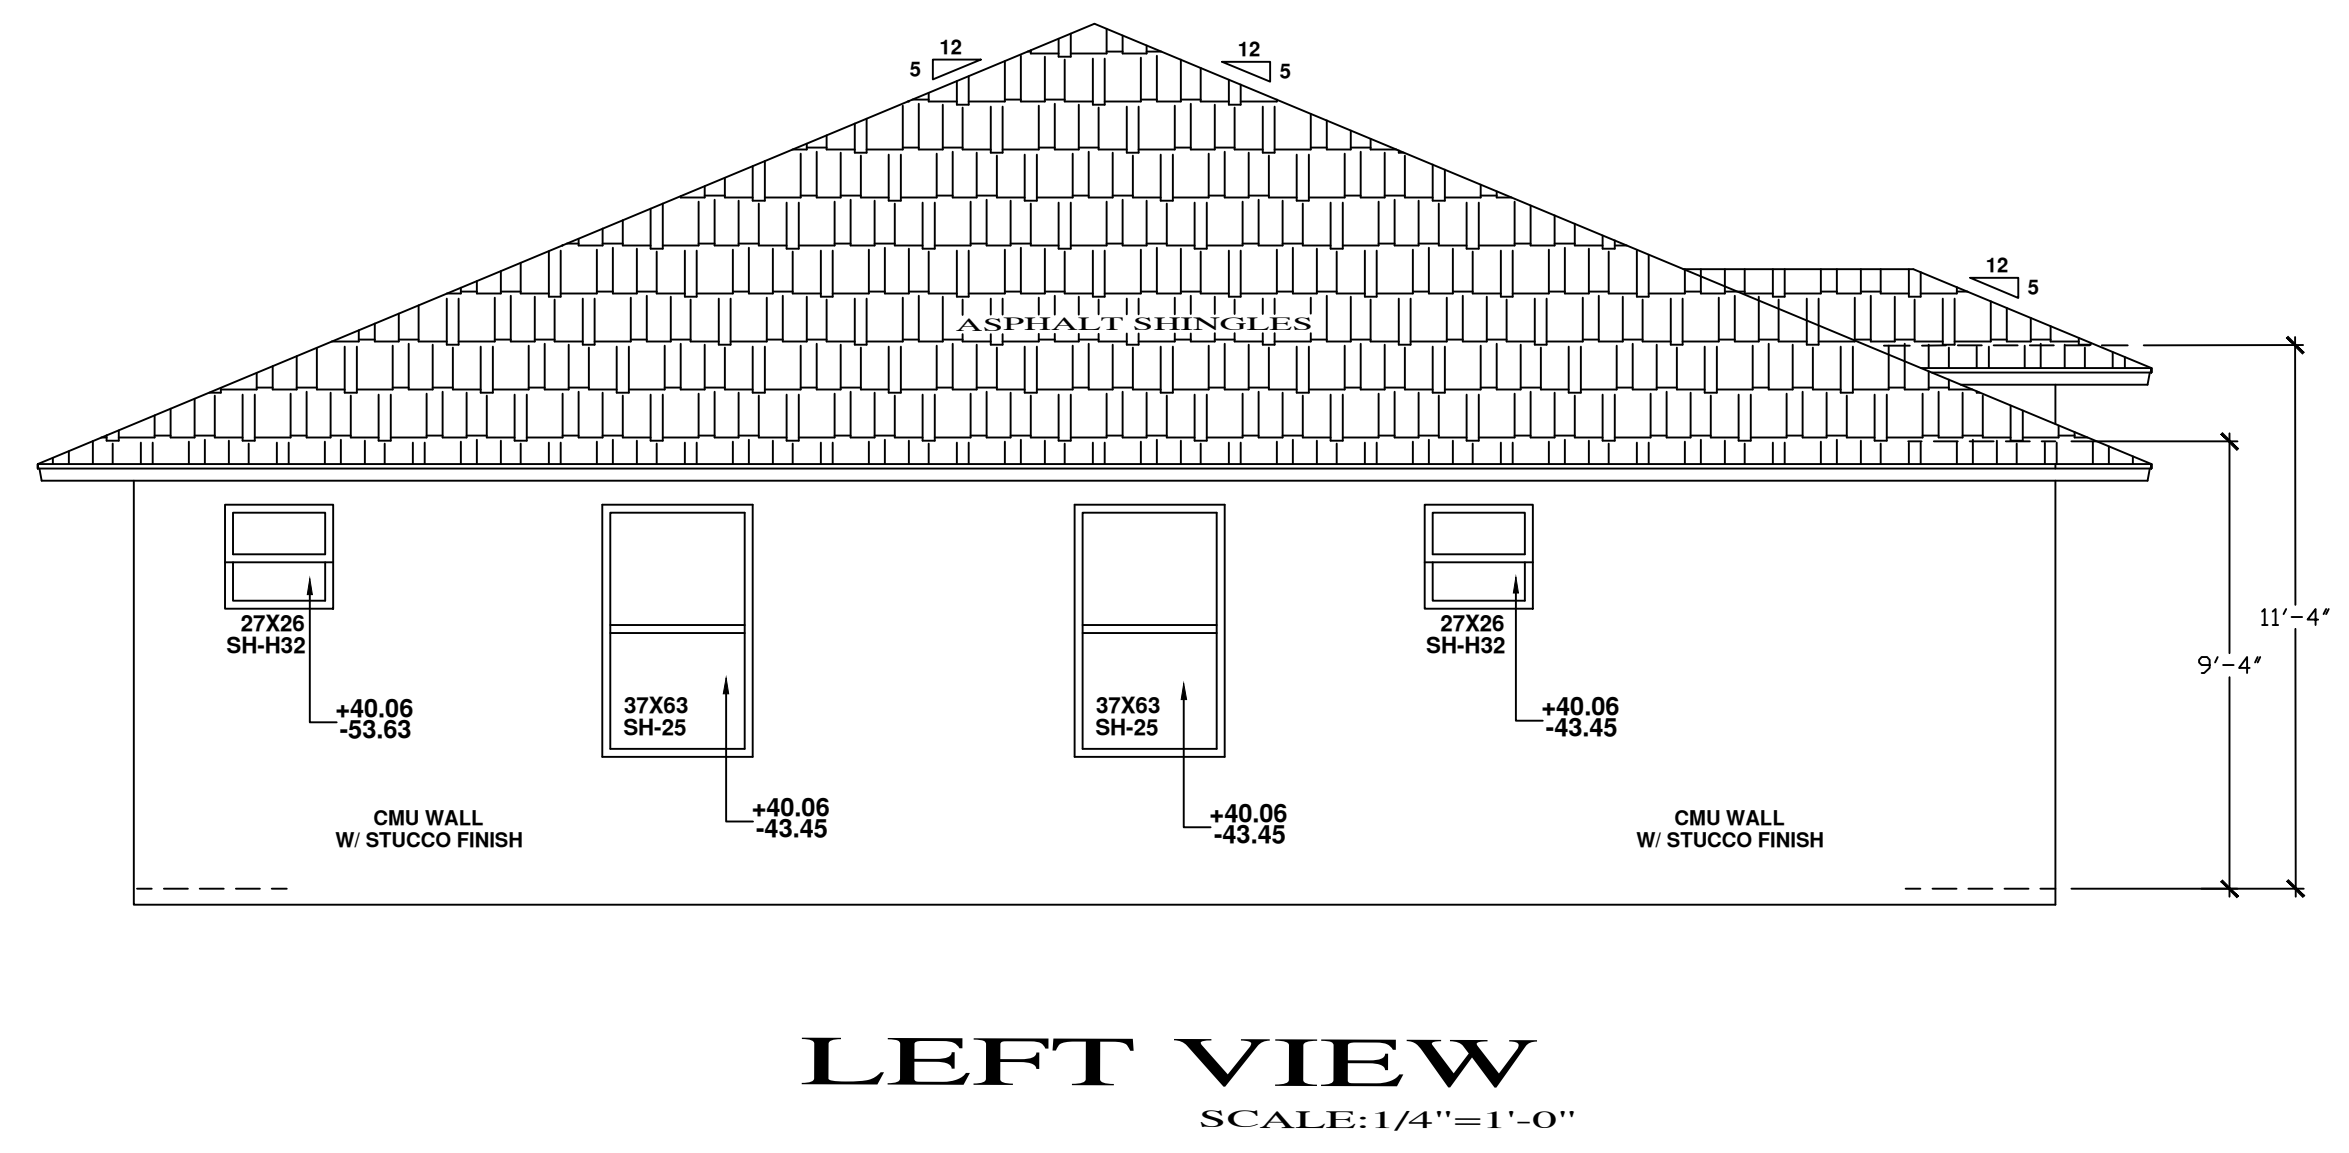 12
5
12
5
12
5
ASPHALT SHINGLES
11'-4"
9'-4"
27X26
SH-H32
+40.06
-53.63
37X63
SH-25
+40.06
-43.45
37X63
SH-25
+40.06
-43.45
27X26
SH-H32
+40.06
-43.45
CMU WALL
W/ STUCCO FINISH
CMU WALL
W/ STUCCO FINISH
LEFT VIEW
SCALE:1/4"=1'-0"